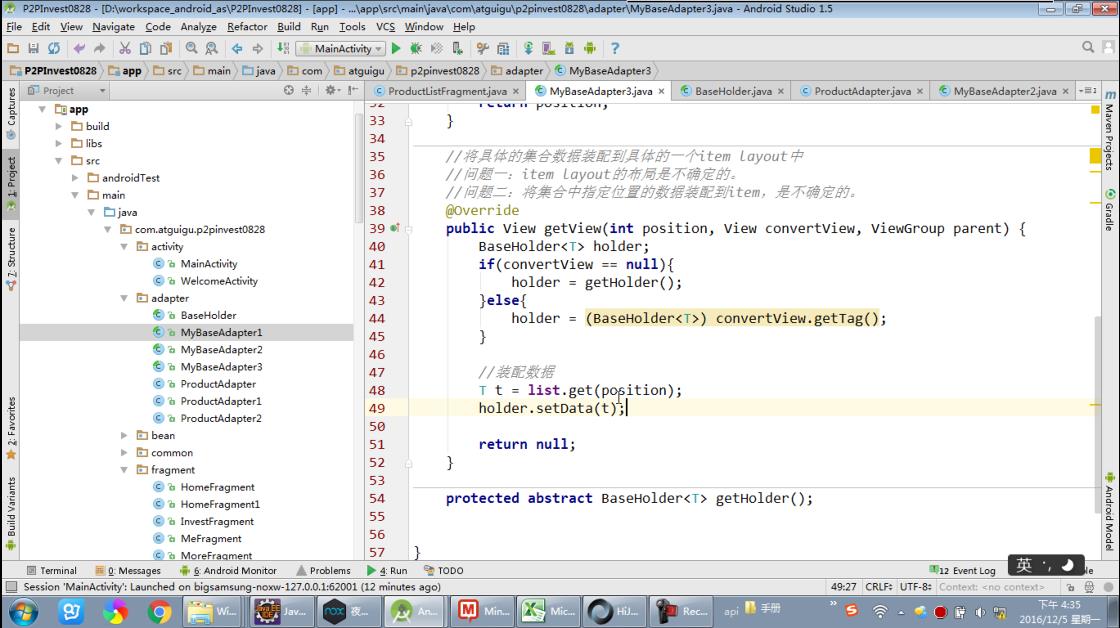 P2PInvest0828 - [D:\workspace_android_as\P2PInvest0828] - [app] - ...\app\src\main\java\com\atguigu\p2pinvest0828\adapter\MyBaseAdapter3.java - Android Studio 1.5
File Edit View Navigate Code Analyze Refactor Build Run Tools VCS Window Help
MainActivity
P2PInvest0828 app src main java com atguigu p2pinvest0828 adapter MyBaseAdapter3
Project
ProductListFragment.java × MyBaseAdapter3.java × BaseHolder.java × ProductAdapter.java × MyBaseAdapter2.java ×
Captures
1: Project
7: Structure
2: Favorites
Build Variants
app
build
libs
src
androidTest
main
java
com.atguigu.p2pinvest0828
activity
MainActivity
WelcomeActivity
adapter
BaseHolder
MyBaseAdapter1
MyBaseAdapter2
MyBaseAdapter3
ProductAdapter
ProductAdapter1
ProductAdapter2
bean
common
fragment
HomeFragment
HomeFragment1
InvestFragment
MeFragment
MoreFragment
32 return position;
33 }
34
35 //将具体的集合数据装配到具体的一个item layout中
36 //问题一：item layout的布局是不确定的。
37 //问题二：将集合中指定位置的数据装配到item，是不确定的。
38 @Override
39 public View getView(int position, View convertView, ViewGroup parent) {
40 BaseHolder<T> holder;
41 if(convertView == null){
42 holder = getHolder();
43 }else{
44 holder = (BaseHolder<T>) convertView.getTag();
45 }
46
47 //装配数据
48 T t = list.get(position);
49 holder.setData(t);
50
51 return null;
52 }
53
54 protected abstract BaseHolder<T> getHolder();
55
56
57 }
Maven Projects
Gradle
Android Model
Terminal 0: Messages 6: Android Monitor Problems 4: Run TODO 12 Event Log
英
Session 'MainActivity': Launched on bigsamsung-noxw-127.0.0.1:62001 (12 minutes ago) 49:27 CRLF÷ UTF-8÷ Context: <no context>
Wi... Jav... 夜... An... Min... Mic... HiJ... Rec... api 手册
下午 4:35
2016/12/5 星期一